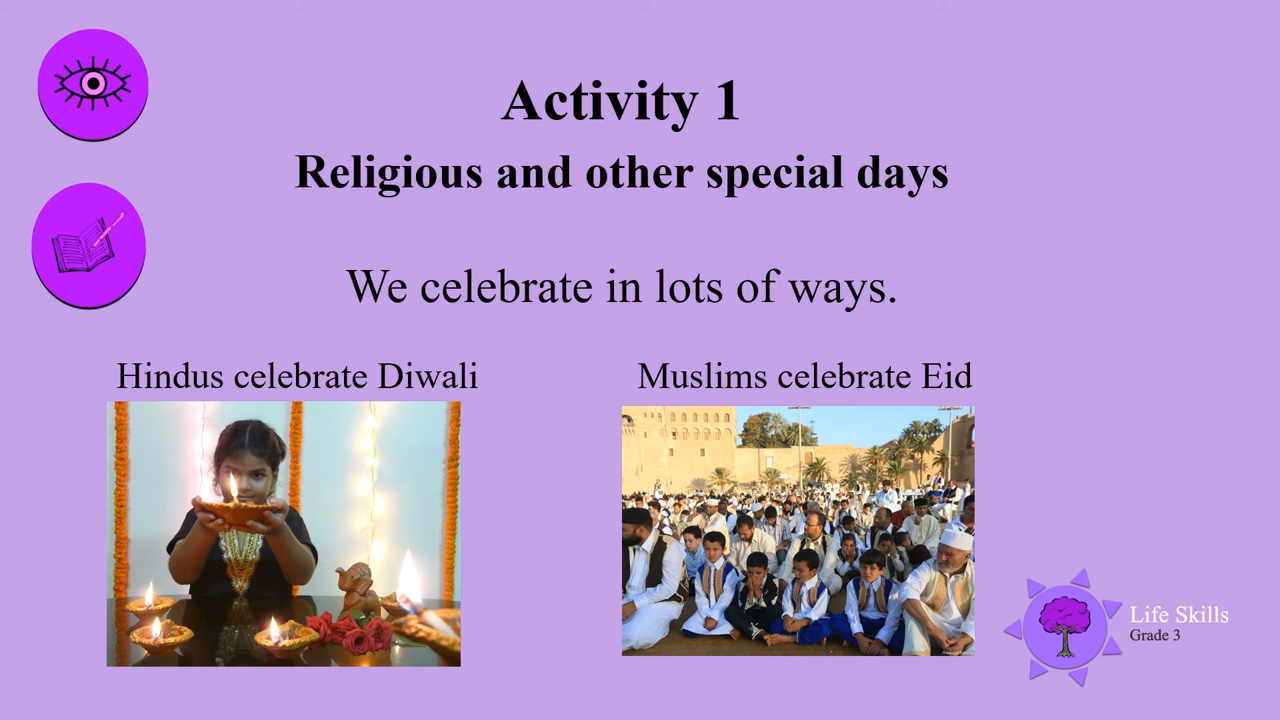 Activity 1
Religious and other special days
We celebrate in lots of ways.
Hindus celebrate Diwali
Muslims celebrate Eid
Life Skills
Grade 3